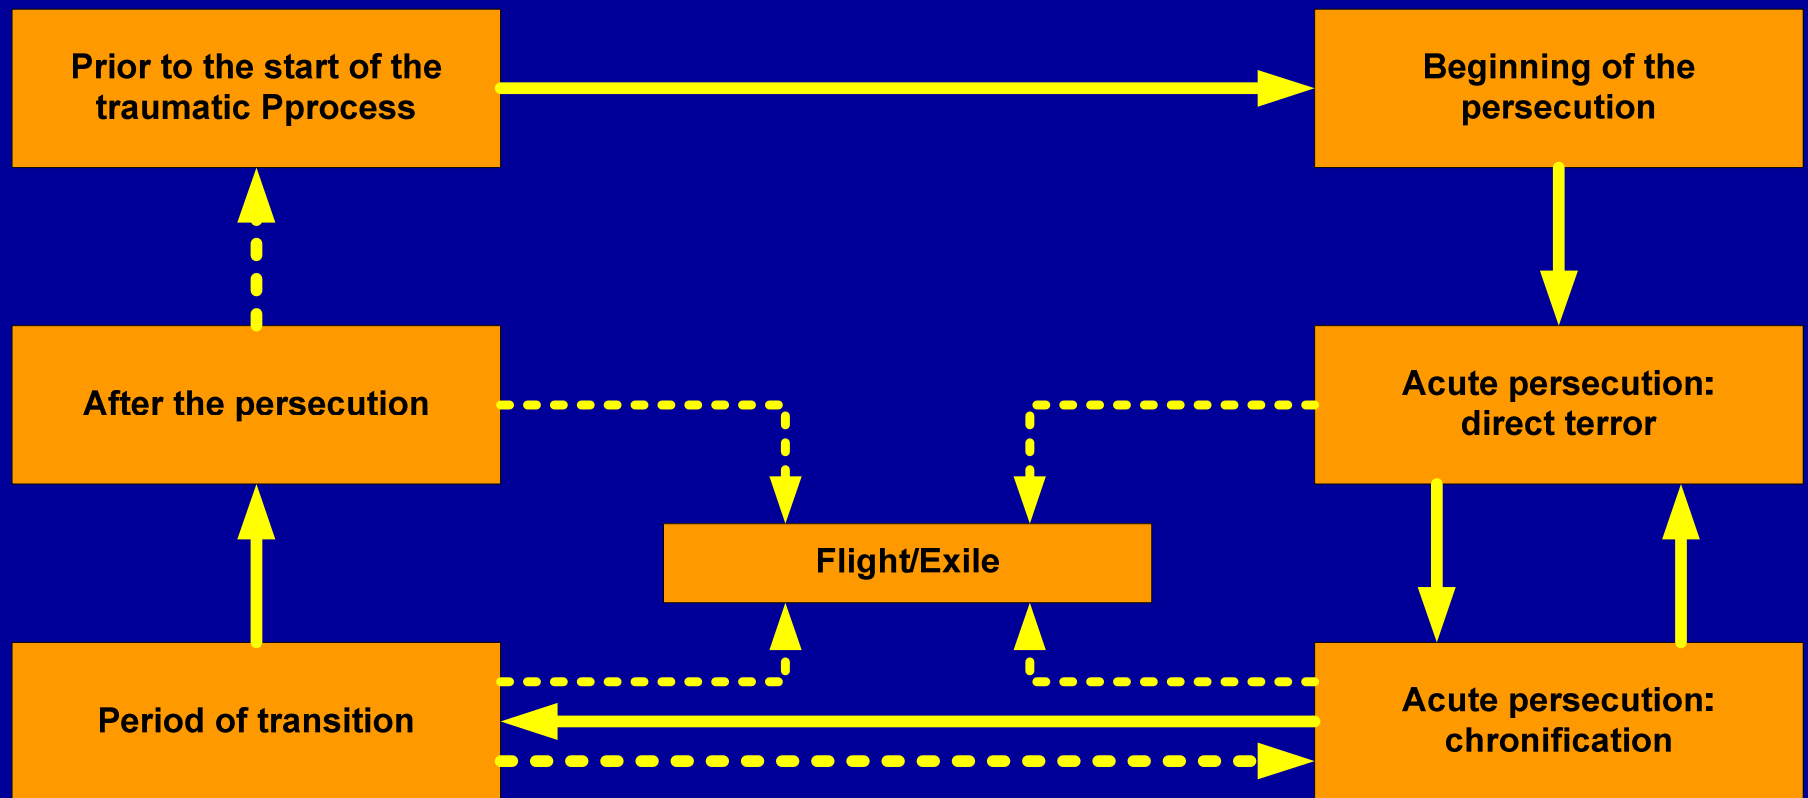 Prior to the start of the
traumatic Pprocess
Beginning of the
persecution
After the persecution
Acute persecution:
direct terror
Flight/Exile
Period of transition
Acute persecution:
chronification